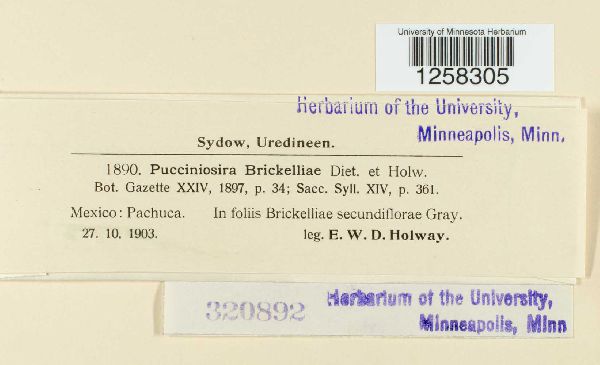 University of Minnesota Herbarium
1258305
Herbarium of the University,
Minneapolis, Minn.
Sydow, Uredineen.
1890. Pucciniosira Brickelliae Diet. et Holw.
Bot. Gazette XXIV, 1897, p. 34; Sacc. Syll. XIV, p. 361.
Mexico: Pachuca. In foliis Brickelliae secundiflorae Gray.
27. 10. 1903. leg. E. W. D. Holway.
320892 Herbarium of the University,
Minneapolis, Minn